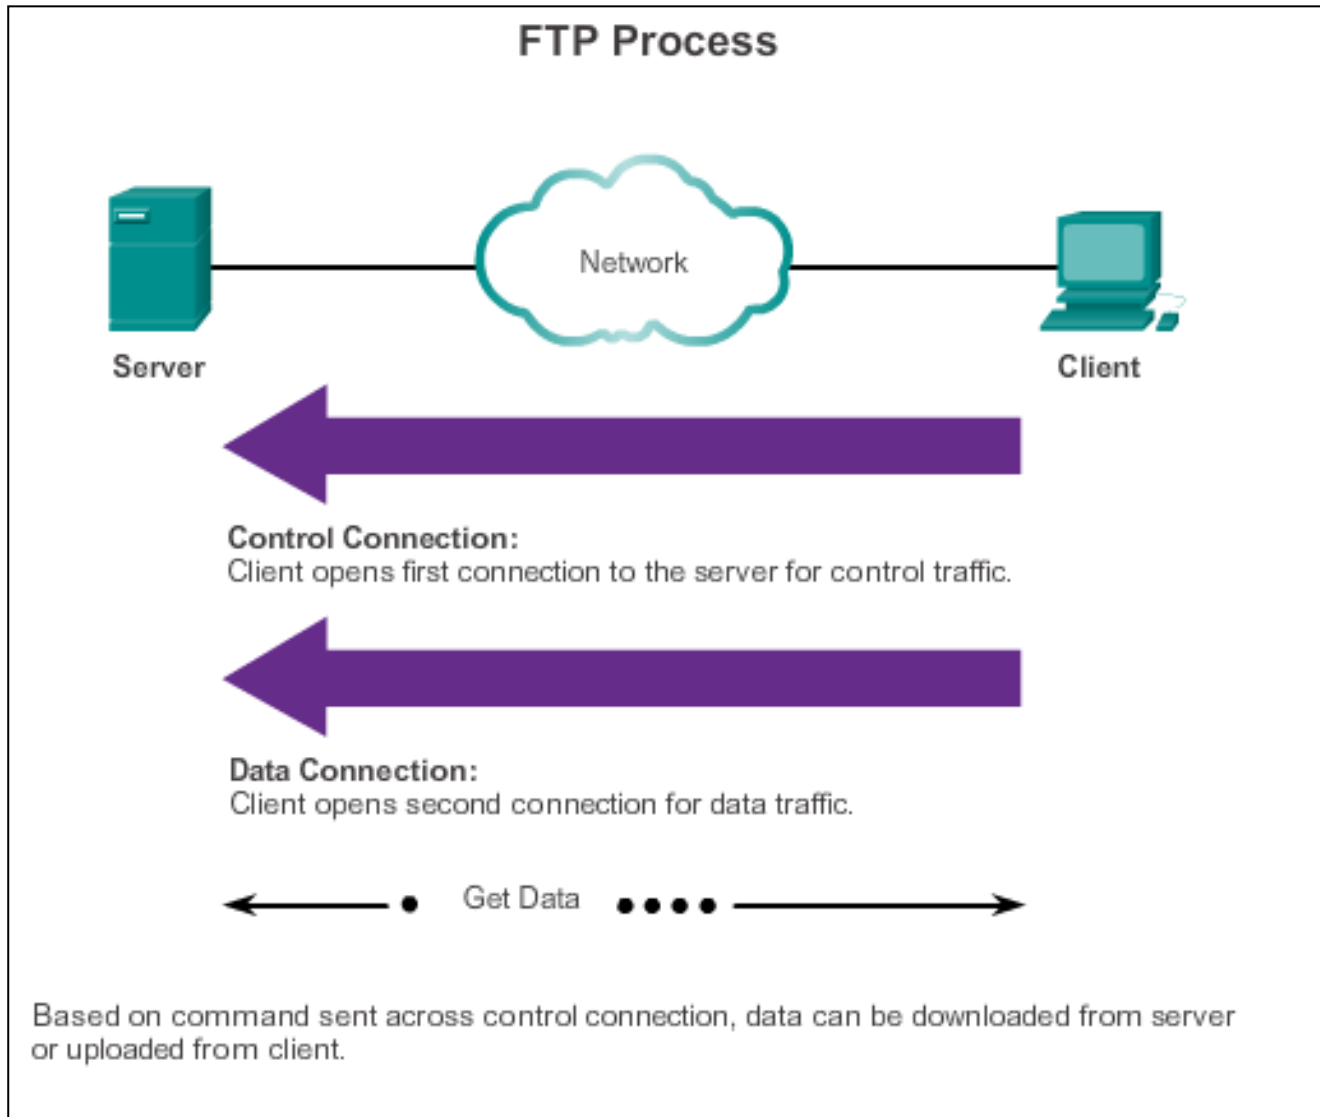 FTP Process
Network
Server
Client
Control Connection:
Client opens first connection to the server for control traffic.
Data Connection:
Client opens second connection for data traffic.
Get Data
Based on command sent across control connection, data can be downloaded from server
or uploaded from client.